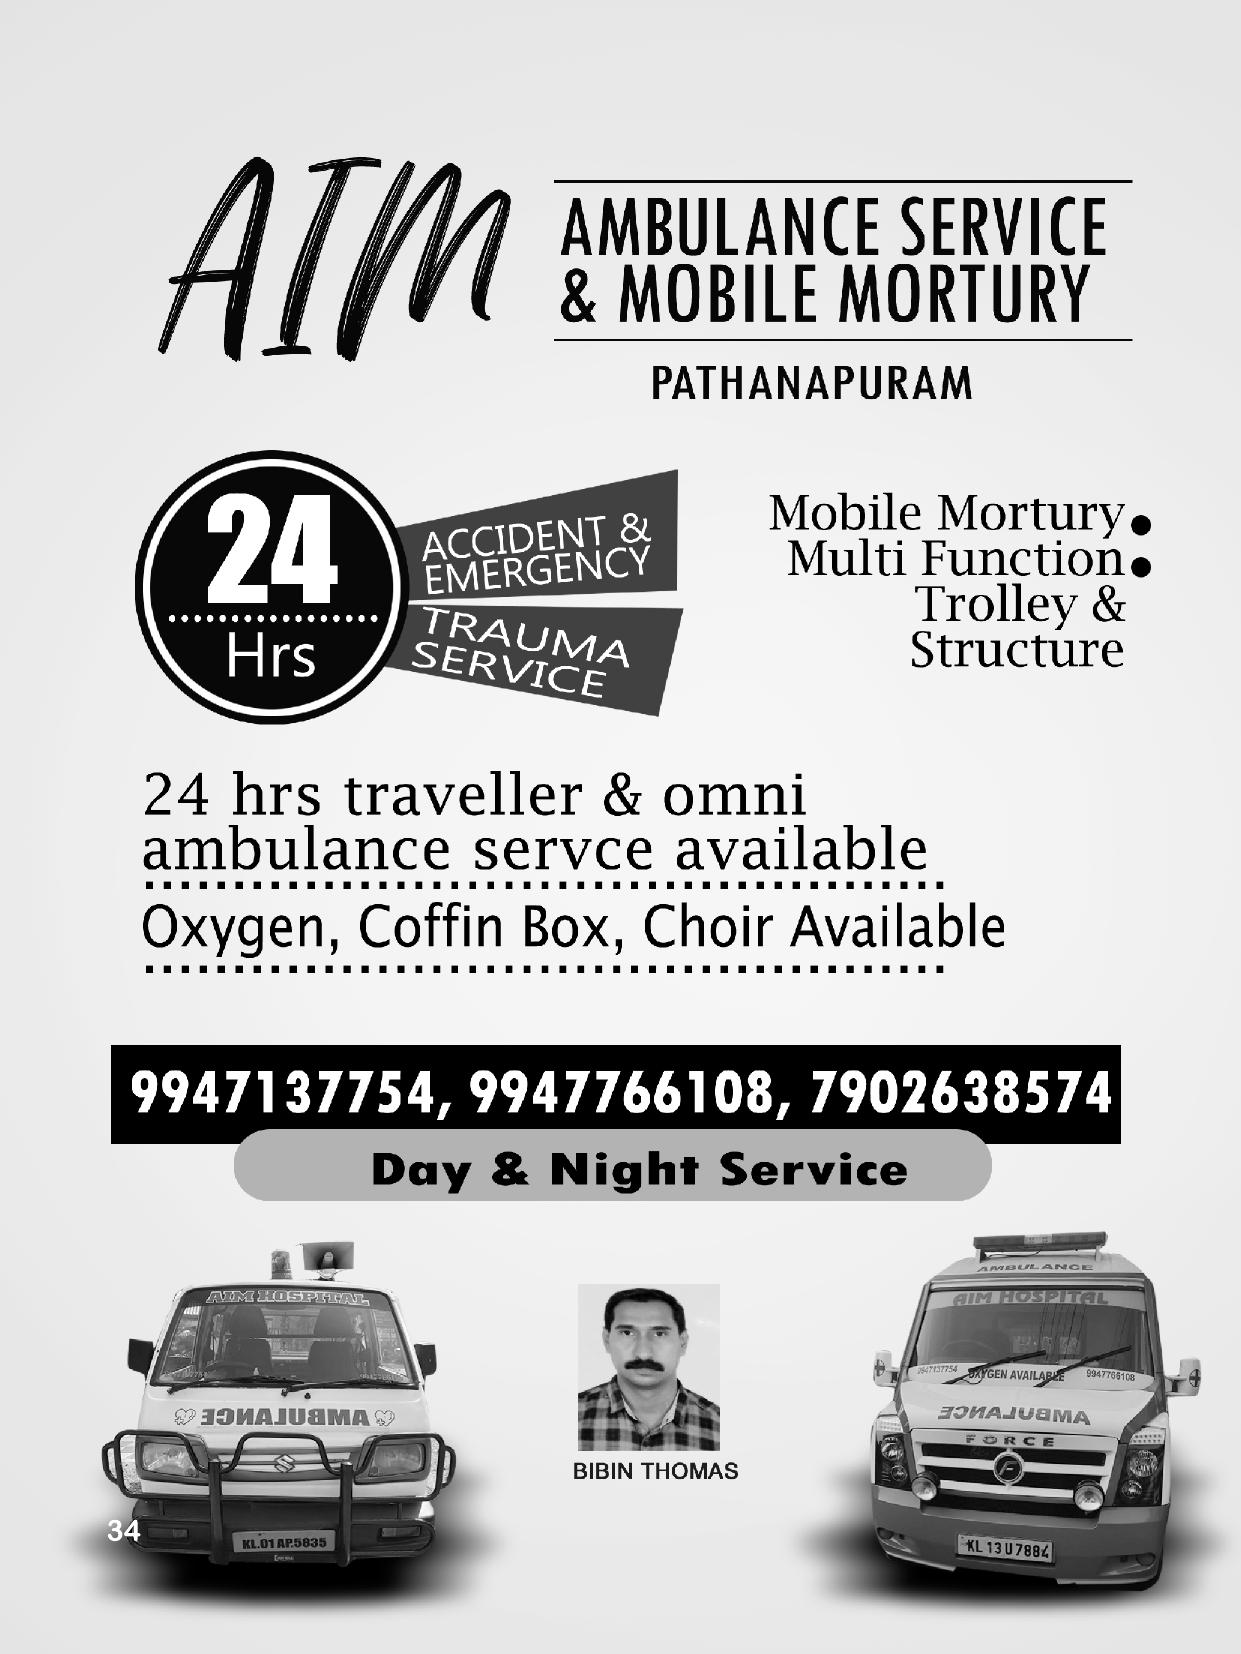 AIM
AMBULANCE SERVICE
& MOBILE MORTURY
PATHANAPURAM
24
Hrs
ACCIDENT &
EMERGENCY
TRAUMA
SERVICE
Mobile Mortury
Multi Function
Trolley &
Structure
24 hrs traveller & omni
ambulance servce available
Oxygen, Coffin Box, Choir Available
9947137754, 9947766108, 7902638574
Day & Night Service
AIM HOSPITAL
AMBULANCE
KL.01 AP.5835
34
BIBIN THOMAS
AMBULANCE
AIM HOSPITAL
9947137754 OXYGEN AVAILABLE 9947766108
AMBULANCE
FORCE
KL 13 U 7884